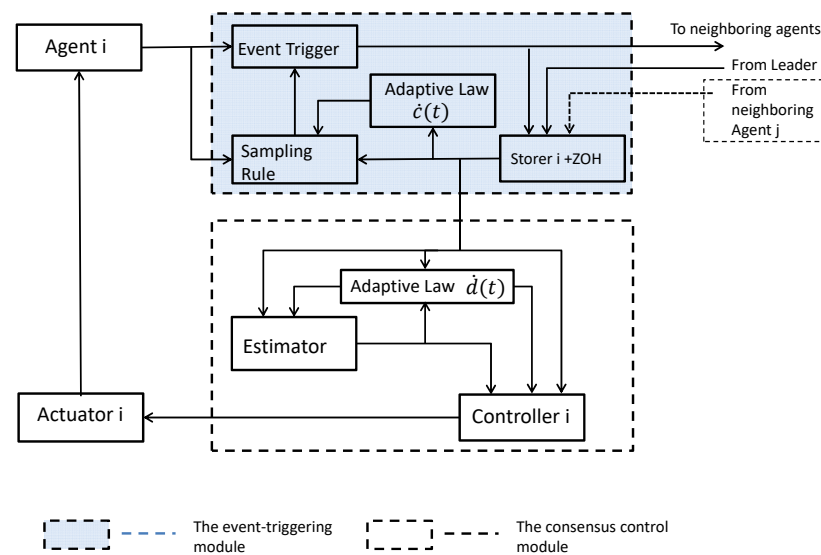 Agent i
Event Trigger
To neighboring agents
From Leader
From
neighboring
Agent j
Adaptive Law
ċ(t)
Sampling
Rule
Storer i +ZOH
Adaptive Law ḋ(t)
Estimator
Actuator i
Controller i
The event-triggering
module
The consensus control
module